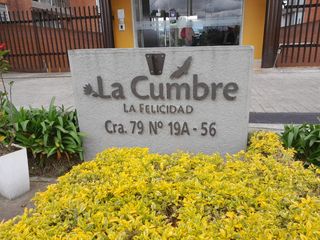 La Cumbre
LA FELICIDAD
Cra. 79 Nº 19A - 56